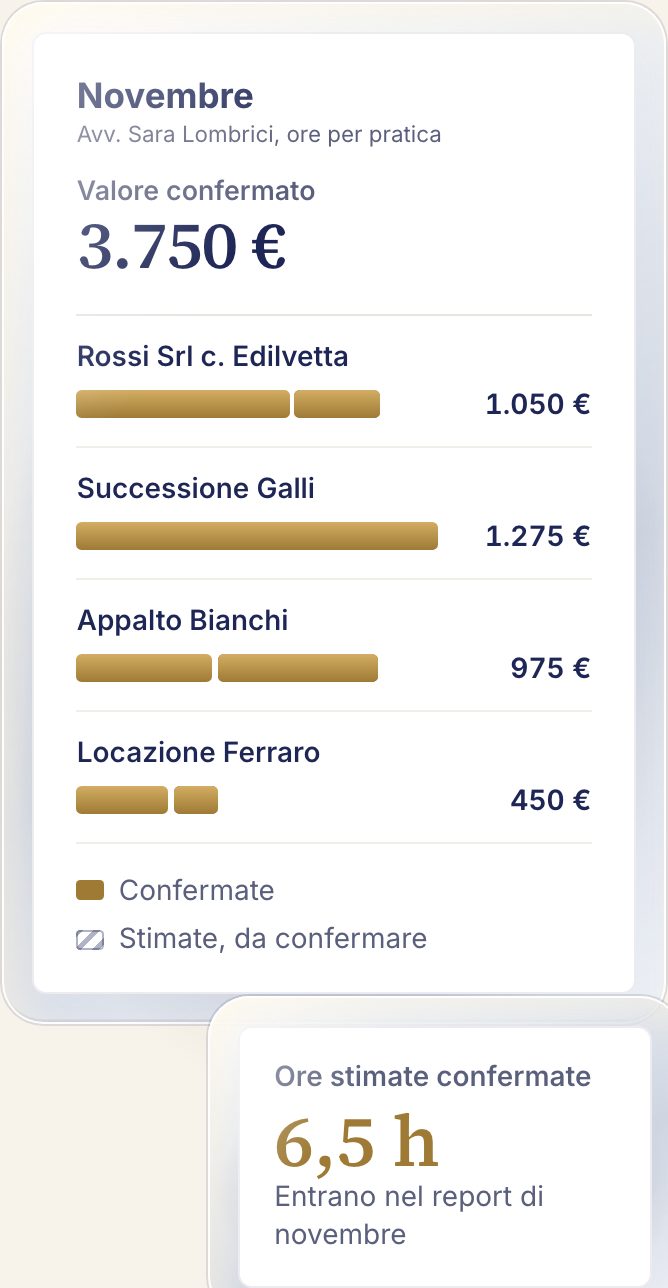 Novembre
Avv. Sara Lombrici, ore per pratica
Valore confermato
3.750 €
Rossi Srl c. Edilvetta
1.050 €
Successione Galli
1.275 €
Appalto Bianchi
975 €
Locazione Ferraro
450 €
Confermate
Stimate, da confermare
Ore stimate confermate
6,5 h
Entrano nel report di
novembre